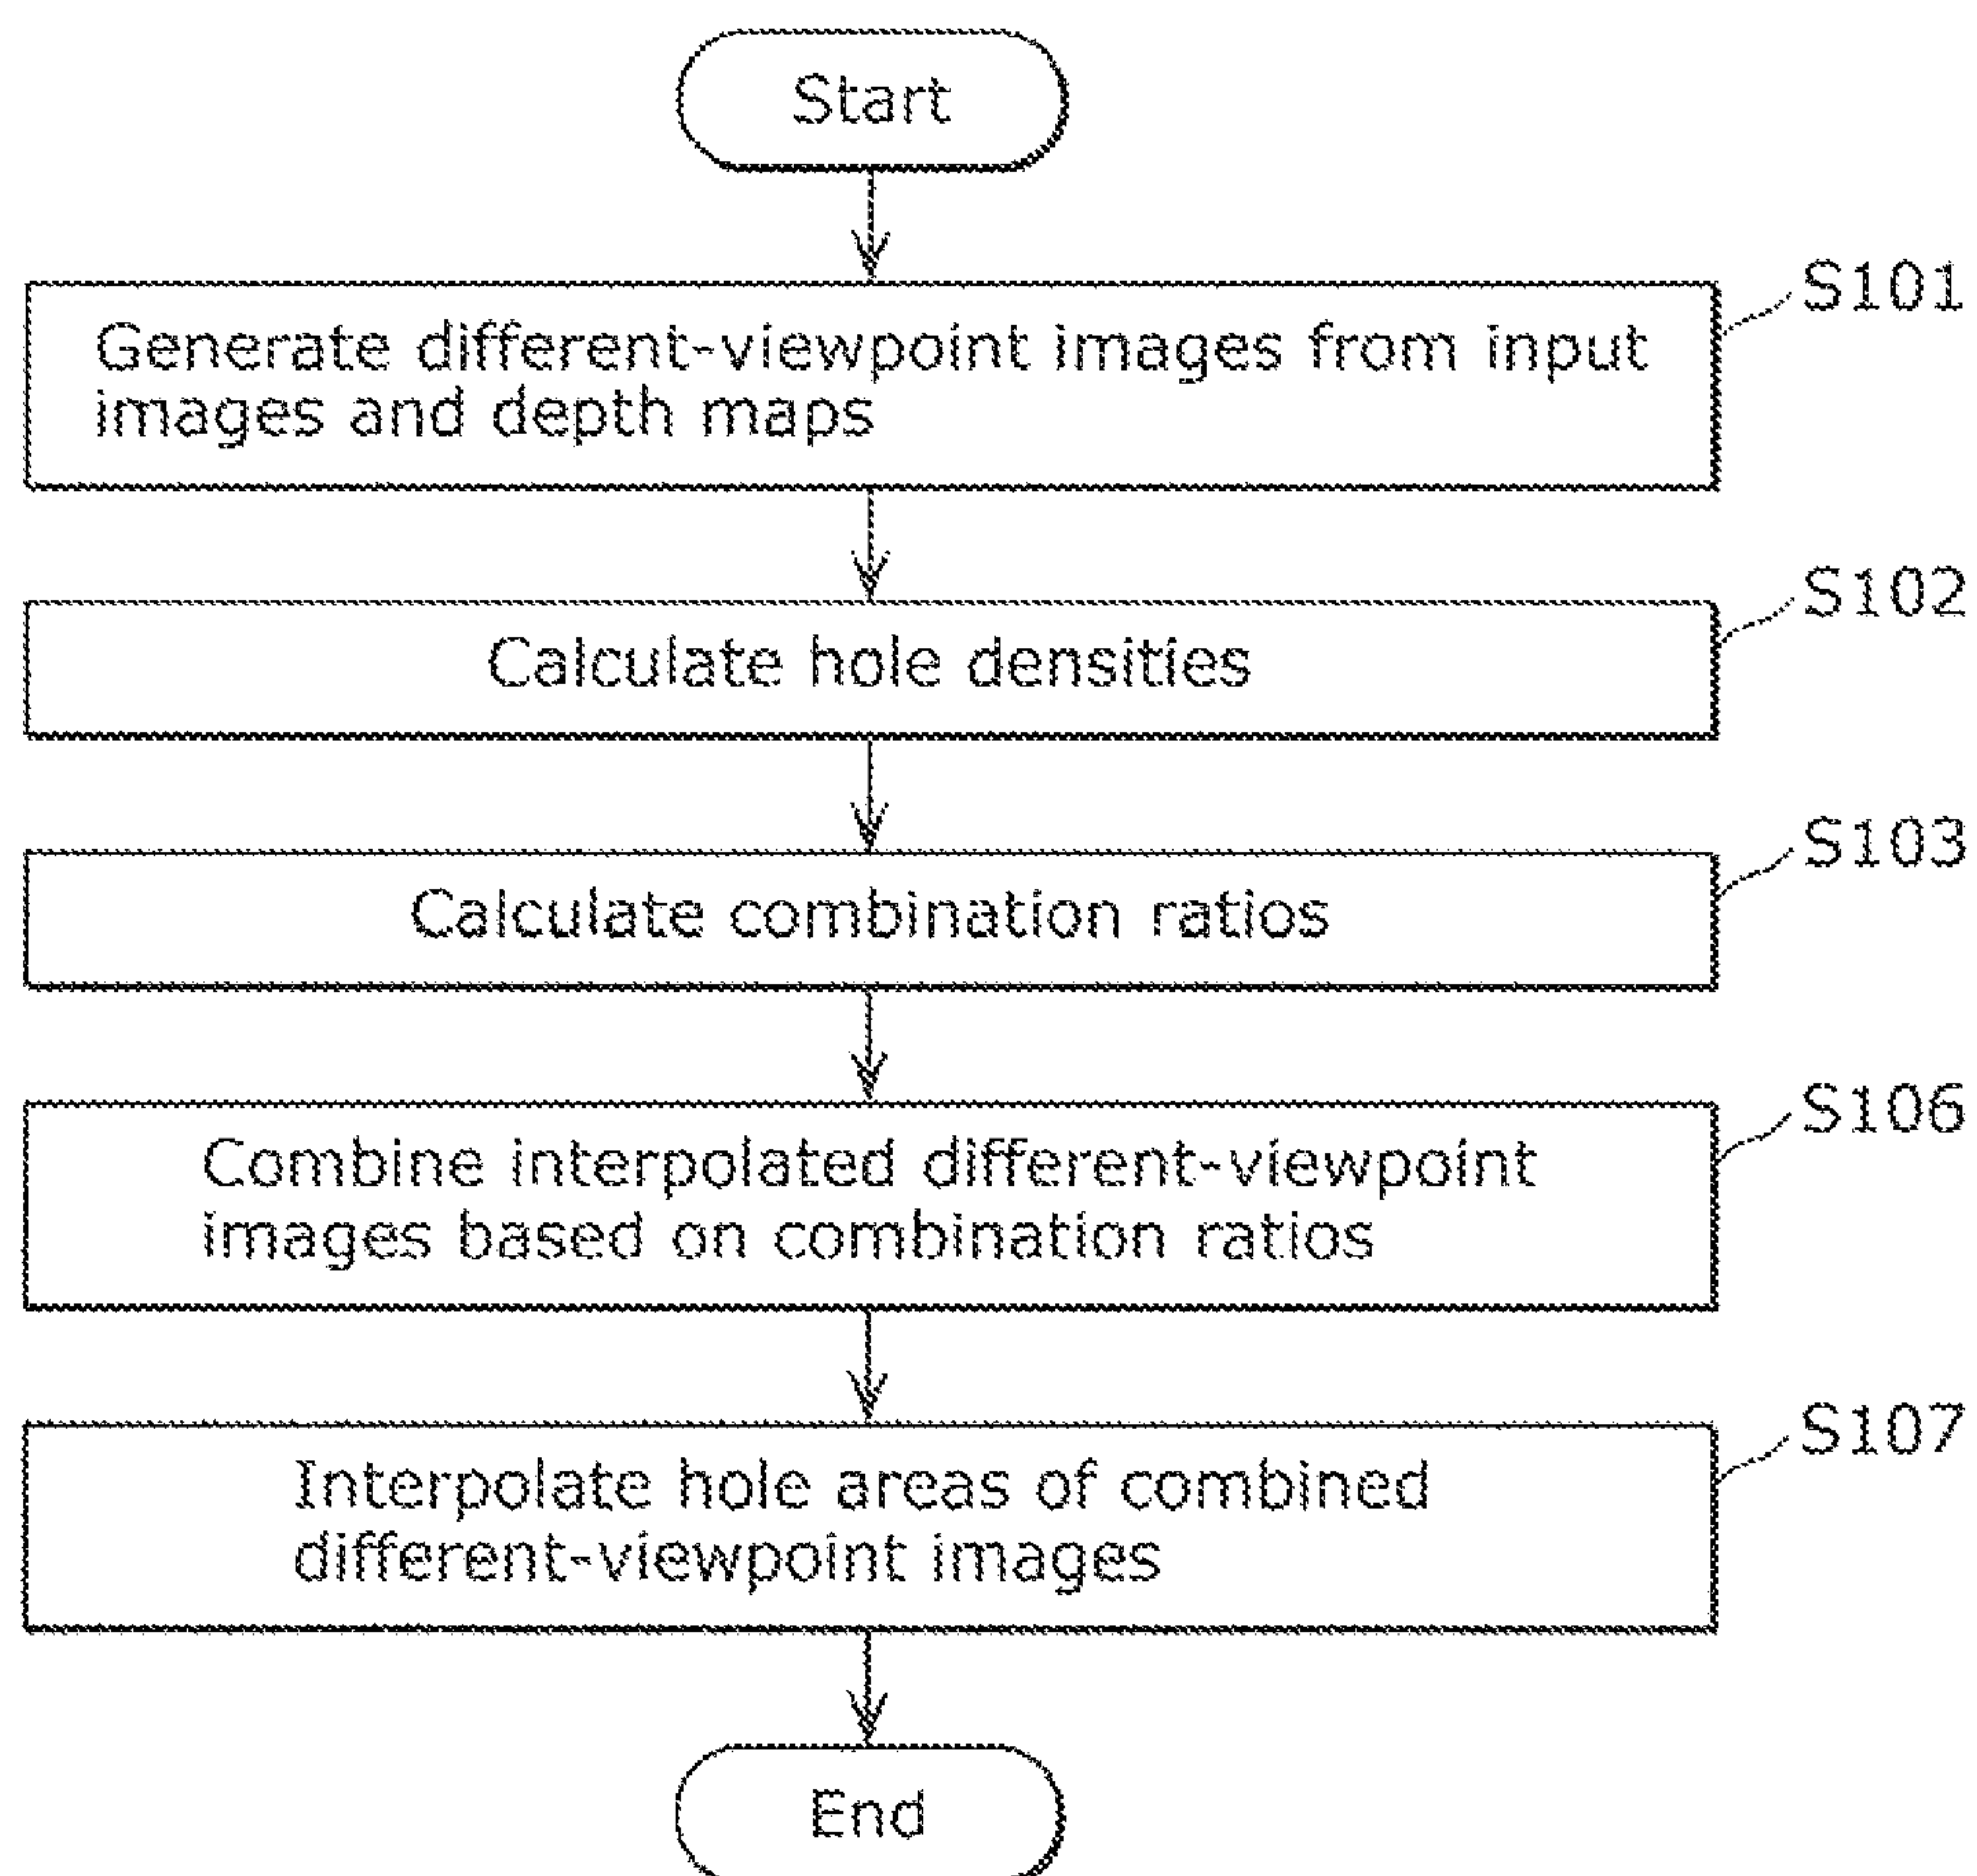 Start
S101
Generate different-viewpoint images from input
images and depth maps
S102
Calculate hole densities
S103
Calculate combination ratios
S106
Combine interpolated different-viewpoint
images based on combination ratios
S107
Interpolate hole areas of combined
different-viewpoint images
End